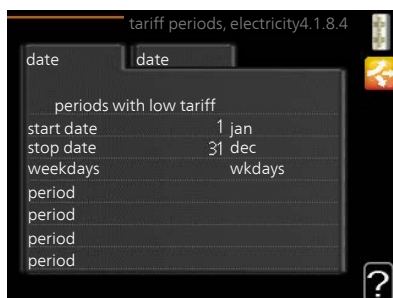 tariff periods, electricity4.1.8.4
date date
periods with low tariff
start date 1 jan
stop date 31 dec
weekdays wkdays
period
period
period
period
?